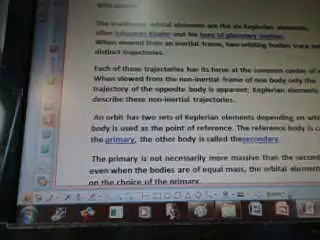 The traditional orbital elements are the six Keplerian elements,
after Johannes Kepler and his laws of planetary motion.
When viewed from an inertial frame, two orbiting bodies trace
distinct trajectories.
Each of these trajectories has its focus at the common center of
When viewed from the non-inertial frame of one body only the
trajectory of the opposite body is apparent; Keplerian elements
describe these non-inertial trajectories.
An orbit has two sets of Keplerian elements depending on
body is used as the point of reference. The reference body is
the primary, the other body is called the secondary.
The primary is not necessarily more massive than the
even when the bodies are of equal mass, the orbital
on the choice of the primary.